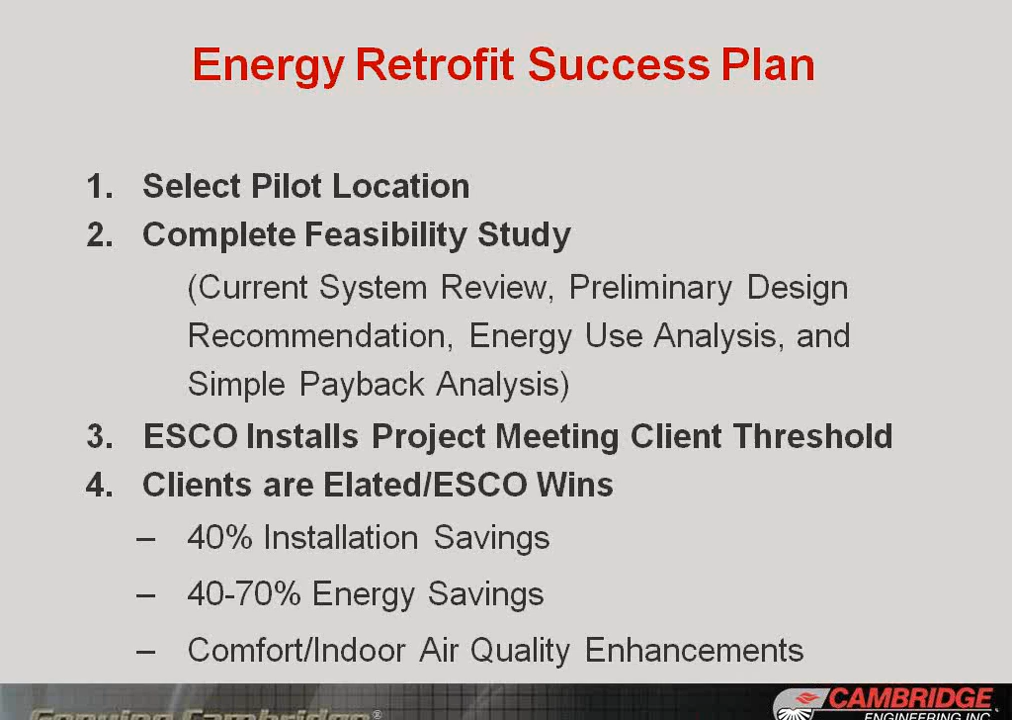 Energy Retrofit Success Plan
1. Select Pilot Location
2. Complete Feasibility Study
(Current System Review, Preliminary Design
Recommendation, Energy Use Analysis, and
Simple Payback Analysis)
3. ESCO Installs Project Meeting Client Threshold
4. Clients are Elated/ESCO Wins
– 40% Installation Savings
– 40-70% Energy Savings
– Comfort/Indoor Air Quality Enhancements
Genuine Cambridge®
CAMBRIDGE
ENGINEERING INC